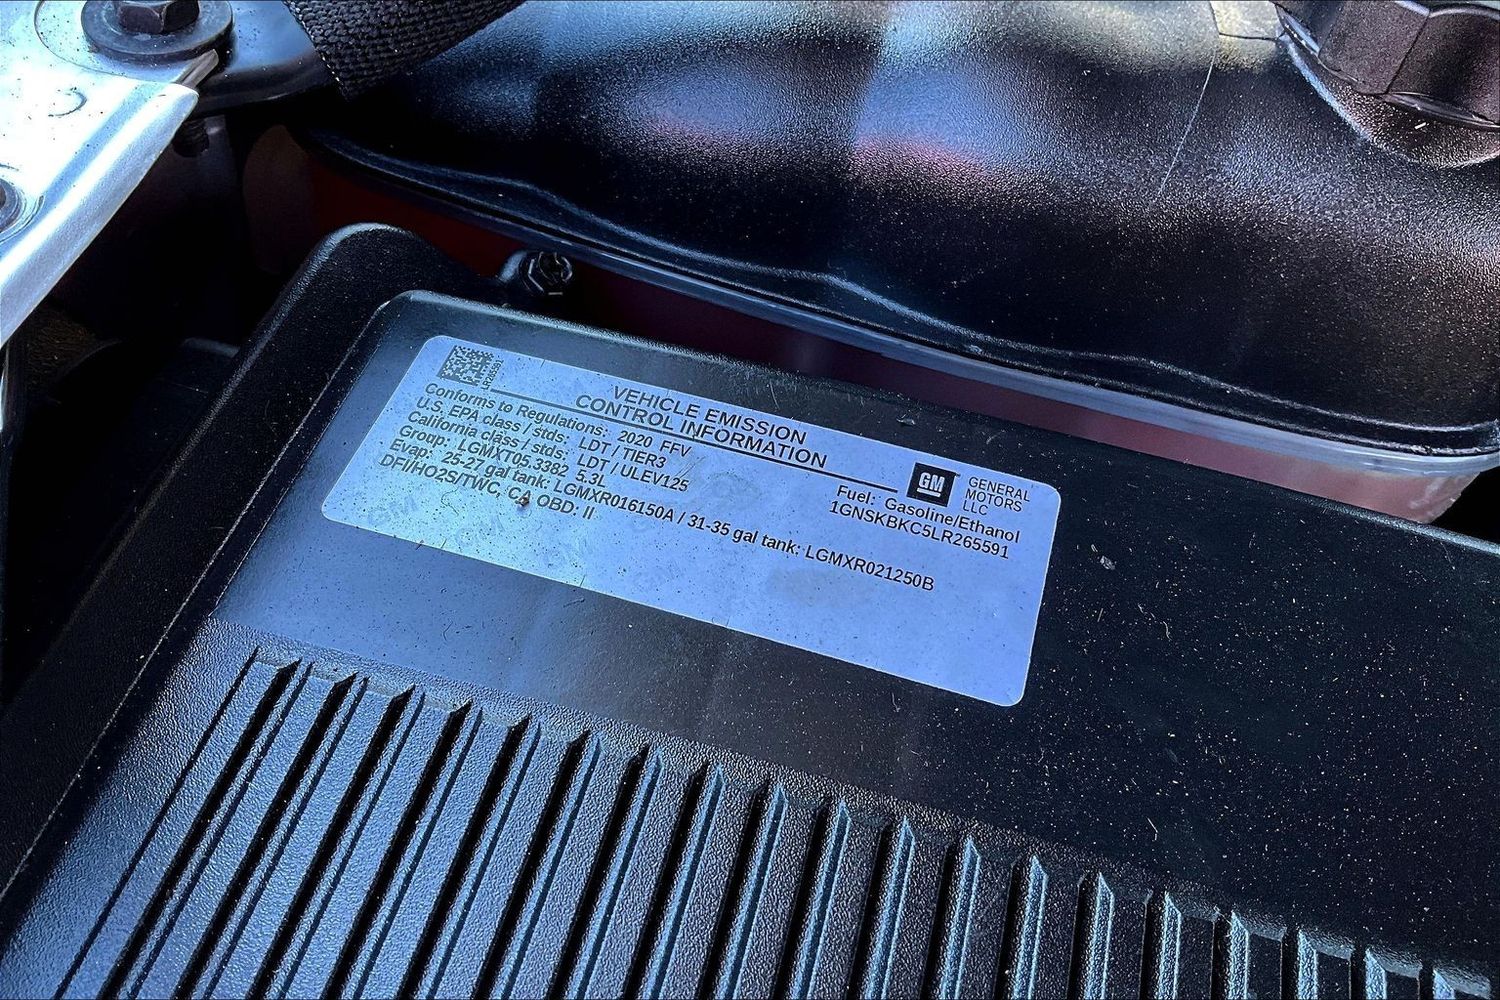 LR265591
VEHICLE EMISSION
CONTROL INFORMATION
Conforms to Regulations: 2020 FFV
U.S. EPA class / stds: LDT / TIER3
California class / stds: LDT / ULEV125
Group: LGMXT05.3382 5.3L
Evap: 25-27 gal tank: LGMXR016150A / 31-35 gal tank: LGMXR021250B
DFI/HO2S/TWC, CA OBD: II
GM
GENERAL
MOTORS
LLC
Fuel: Gasoline/Ethanol
1GNSKBKC5LR265591